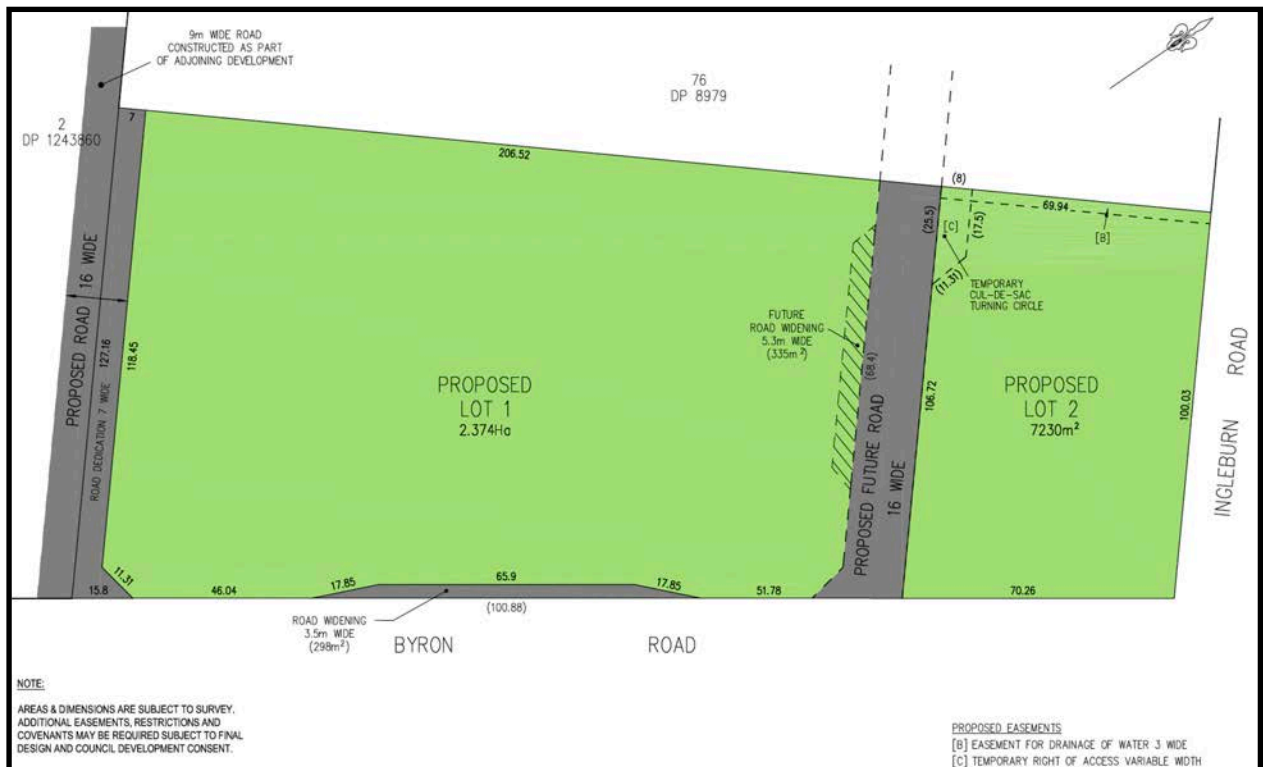 9m WIDE ROAD
CONSTRUCTED AS PART
OF ADJOINING DEVELOPMENT
76
DP 8979
2
DP 1243860
7
206.52
(8)
69.94
[B]
(25.5)
[C]
(17.5)
(11.31)
TEMPORARY
CUL-DE-SAC
TURNING CIRCLE
PROPOSED ROAD 16 WIDE
ROAD DEDICATION 7 WIDE 127.16
118.45
FUTURE
ROAD WIDENING
5.3m WIDE
(335m²)
(68.4)
PROPOSED FUTURE ROAD
16 WIDE
106.72
PROPOSED
LOT 1
2.374Ha
PROPOSED
LOT 2
7230m²
100.03
INGLEBURN ROAD
15.8
11.31
46.04
17.85
65.9
17.85
51.78
70.26
(100.88)
ROAD WIDENING
3.5m WIDE
(298m²)
BYRON ROAD
NOTE:
AREAS & DIMENSIONS ARE SUBJECT TO SURVEY.
ADDITIONAL EASEMENTS, RESTRICTIONS AND
COVENANTS MAY BE REQUIRED SUBJECT TO FINAL
DESIGN AND COUNCIL DEVELOPMENT CONSENT.
PROPOSED EASEMENTS
[B] EASEMENT FOR DRAINAGE OF WATER 3 WIDE
[C] TEMPORARY RIGHT OF ACCESS VARIABLE WIDTH